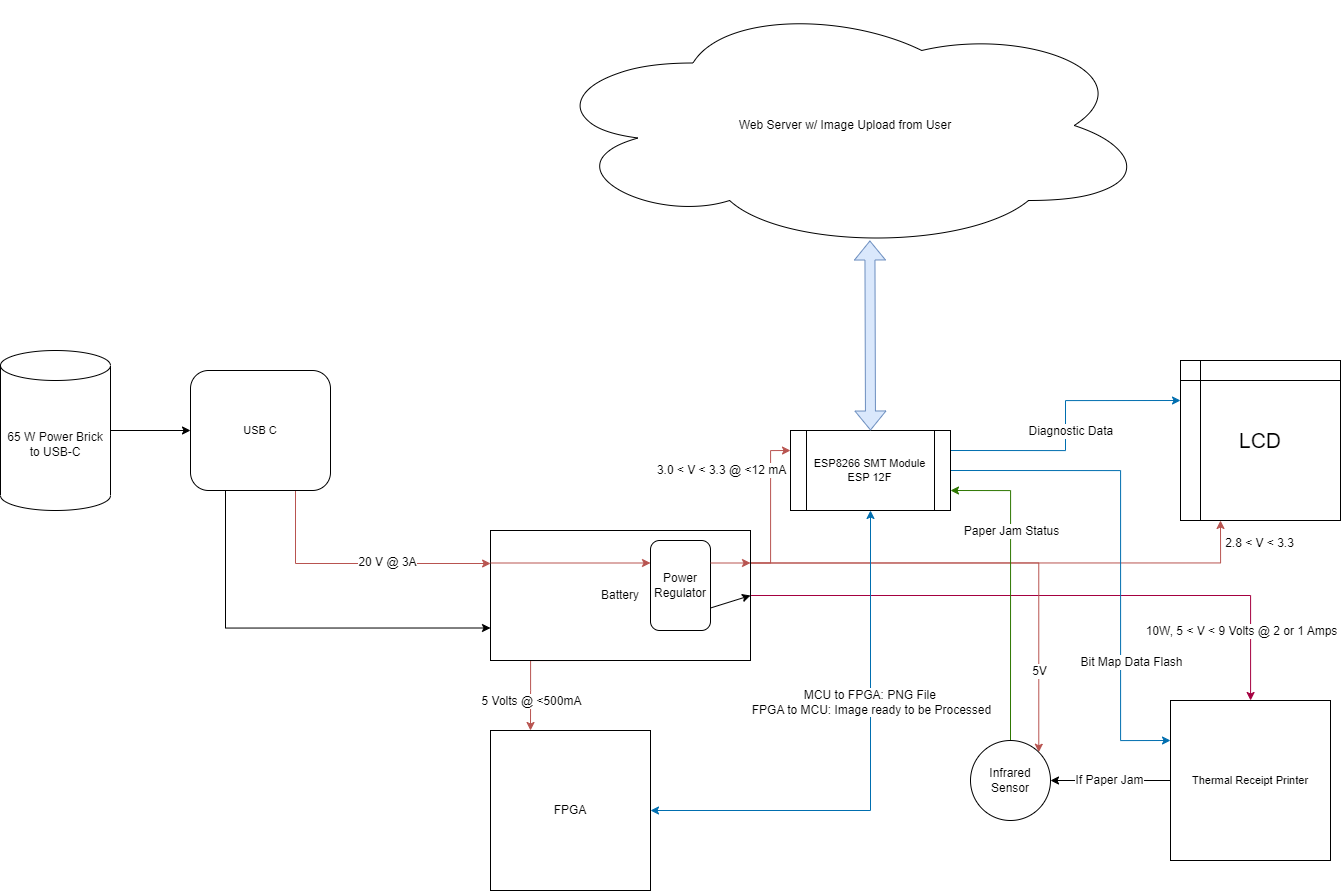 Web Server w/ Image Upload from User
65 W Power Brick
to USB-C
USB C
ESP8266 SMT Module
ESP 12F
3.0 < V < 3.3 @ <12 mA
Diagnostic Data
LCD
Paper Jam Status
2.8 < V < 3.3
20 V @ 3A
Battery
Power
Regulator
10W, 5 < V < 9 Volts @ 2 or 1 Amps
Bit Map Data Flash
5V
5 Volts @ <500mA
MCU to FPGA: PNG File
FPGA to MCU: Image ready to be Processed
FPGA
Infrared
Sensor
If Paper Jam
Thermal Receipt Printer